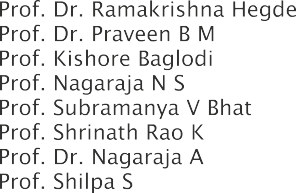 Prof. Dr. Ramakrishna Hegde
Prof. Dr. Praveen B M
Prof. Kishore Baglodi
Prof. Nagaraja N S
Prof. Subramanya V Bhat
Prof. Shrinath Rao K
Prof. Dr. Nagaraja A
Prof. Shilpa S